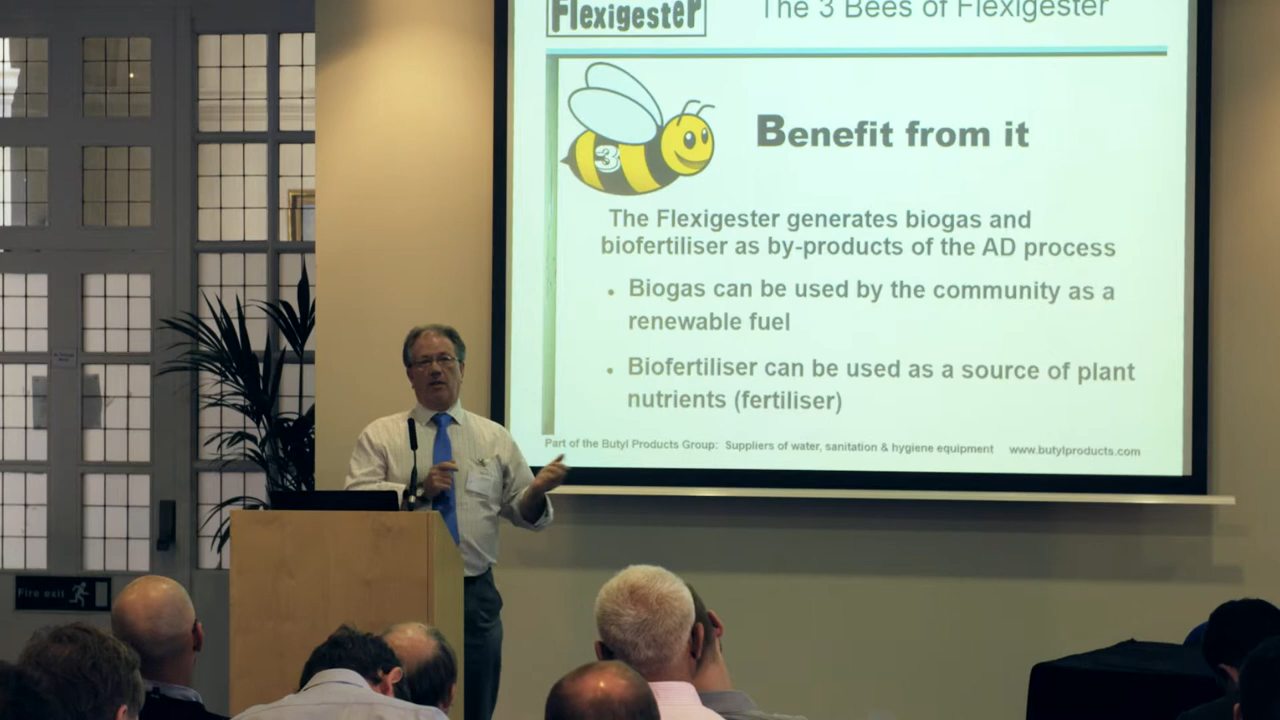 Flexigester
The 3 Bees of Flexigester
3
Benefit from it
The Flexigester generates biogas and
biofertiliser as by-products of the AD process
• Biogas can be used by the community as a
renewable fuel
• Biofertiliser can be used as a source of plant
nutrients (fertiliser)
Part of the Butyl Products Group: Suppliers of water, sanitation & hygiene equipment www.butylproducts.com
Fire exit